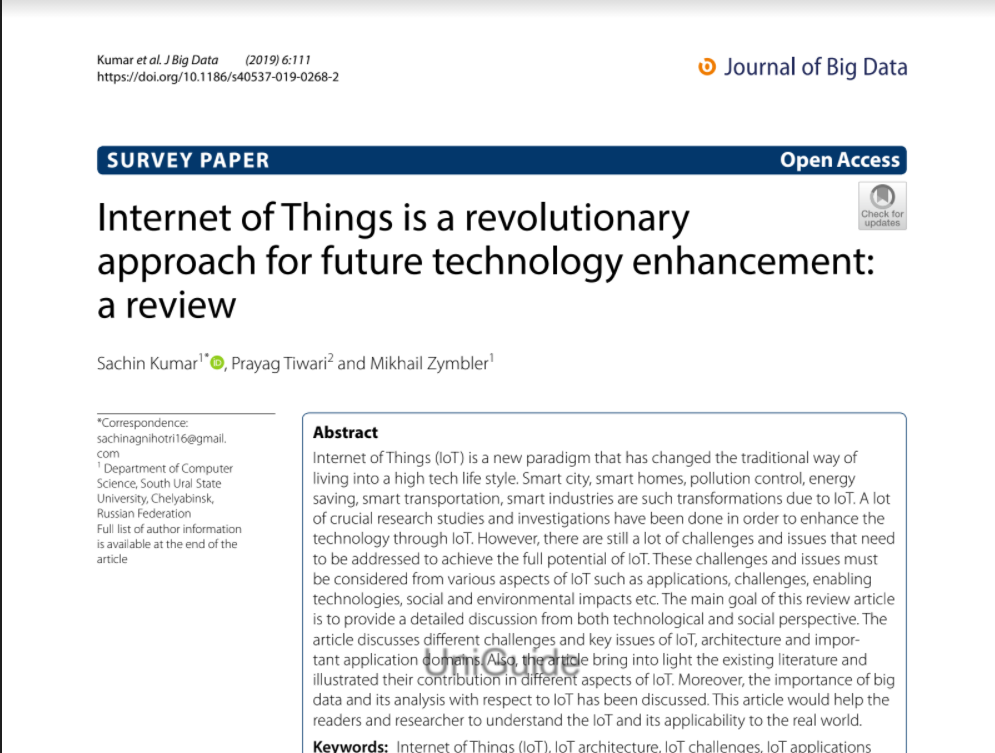 Kumar et al. J Big Data (2019) 6:111
https://doi.org/10.1186/s40537-019-0268-2
Journal of Big Data
SURVEY PAPER
Open Access
Check for
updates
Internet of Things is a revolutionary
approach for future technology enhancement:
a review
Sachin Kumar1*, Prayag Tiwari2 and Mikhail Zymbler1
*Correspondence:
sachinagnihotri16@gmail.
com
1 Department of Computer
Science, South Ural State
University, Chelyabinsk,
Russian Federation
Full list of author information
is available at the end of the
article
Abstract
Internet of Things (IoT) is a new paradigm that has changed the traditional way of
living into a high tech life style. Smart city, smart homes, pollution control, energy
saving, smart transportation, smart industries are such transformations due to IoT. A lot
of crucial research studies and investigations have been done in order to enhance the
technology through IoT. However, there are still a lot of challenges and issues that need
to be addressed to achieve the full potential of IoT. These challenges and issues must
be considered from various aspects of IoT such as applications, challenges, enabling
technologies, social and environmental impacts etc. The main goal of this review article
is to provide a detailed discussion from both technological and social perspective. The
article discusses different challenges and key issues of IoT, architecture and impor-
tant application domains. Also, the article bring into light the existing literature and
illustrated their contribution in different aspects of IoT. Moreover, the importance of big
data and its analysis with respect to IoT has been discussed. This article would help the
readers and researcher to understand the IoT and its applicability to the real world.
Keywords: Internet of Things (IoT), IoT architecture, IoT challenges, IoT applications
UniGuide